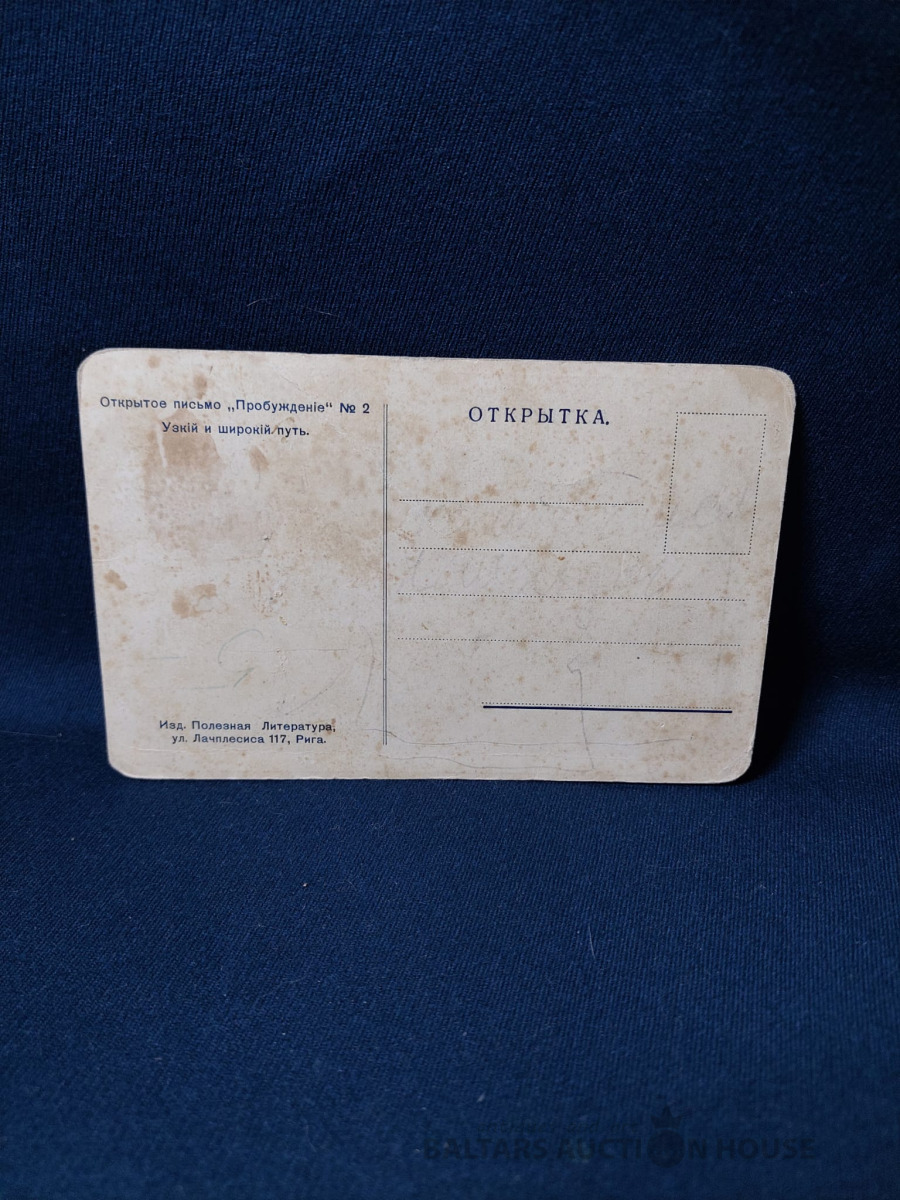 Открытое письмо „Пробужденіе“ № 2
Узкій и широкій путь.
ОТКРЫТКА.
Изд. Полезная Литература,
ул. Лачплесиса 117, Рига.
BALTARS AUCTION HOUSE